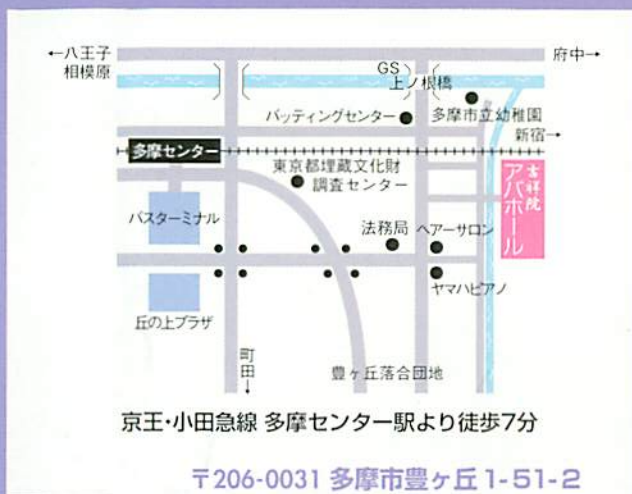 ←八王子
相模原
府中→
GS
上ノ根橋
バッティングセンター
多摩市立幼稚園
新宿→
多摩センター
東京都埋蔵文化財
調査センター
吉祥院
アパホール
バスターミナル
法務局
ヘアーサロン
ヤマハピアノ
丘の上プラザ
町田↓
豊ヶ丘落合団地
京王・小田急線 多摩センター駅より徒歩7分
〒206-0031 多摩市豊ヶ丘1-51-2